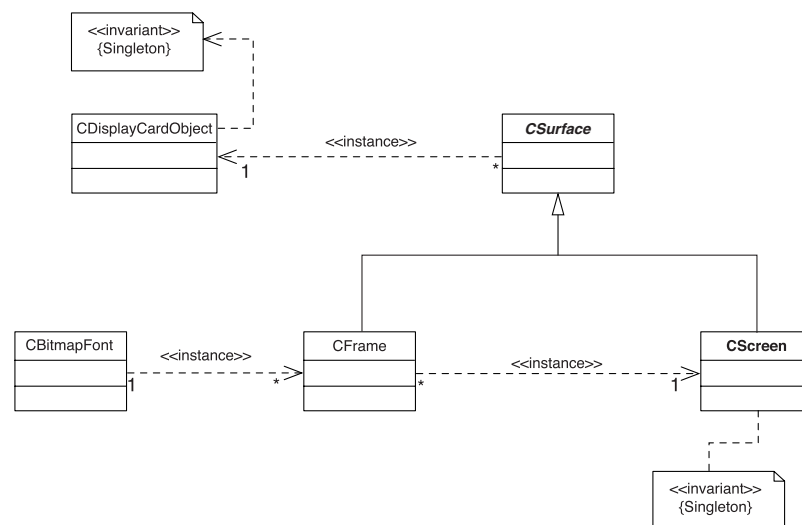 <<invariant>>
{Singleton}
CDisplayCardObject
CSurface
<<instance>>
1
*
CBitmapFont
CFrame
CScreen
<<instance>>
<<instance>>
1
*
*
1
<<invariant>>
{Singleton}